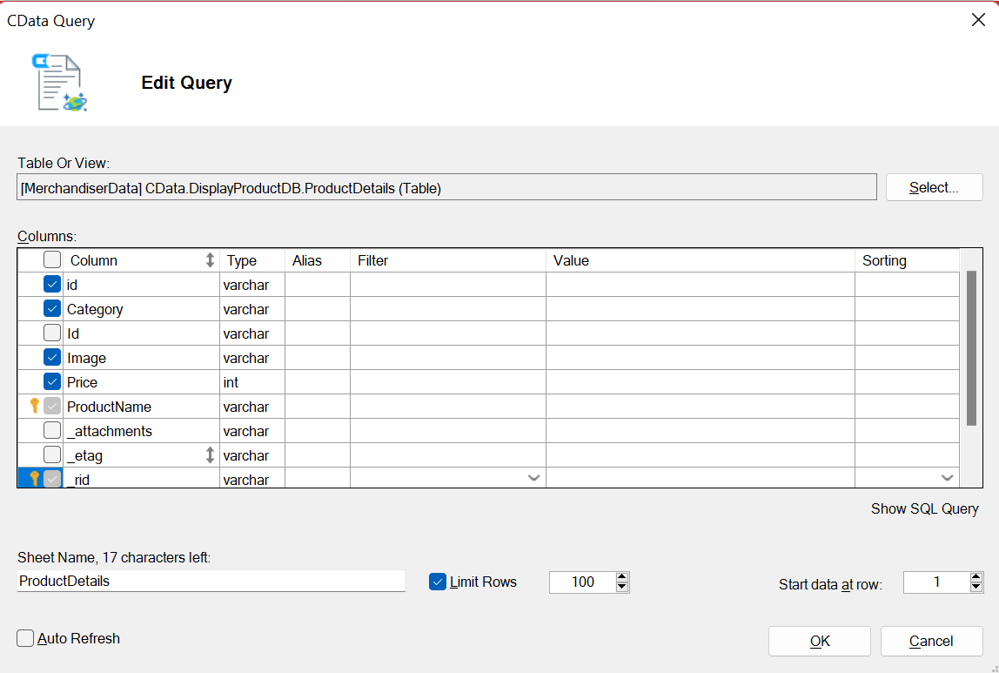 CData Query
Edit Query
Table Or View:
[MerchandiserData] CData.DisplayProductDB.ProductDetails (Table)
Select...
Columns:
Column Type Alias Filter Value Sorting
id varchar
Category varchar
Id varchar
Image varchar
Price int
ProductName varchar
_attachments varchar
_etag varchar
_rid varchar
Show SQL Query
Sheet Name, 17 characters left:
ProductDetails
Limit Rows 100
Start data at row: 1
Auto Refresh
OK Cancel